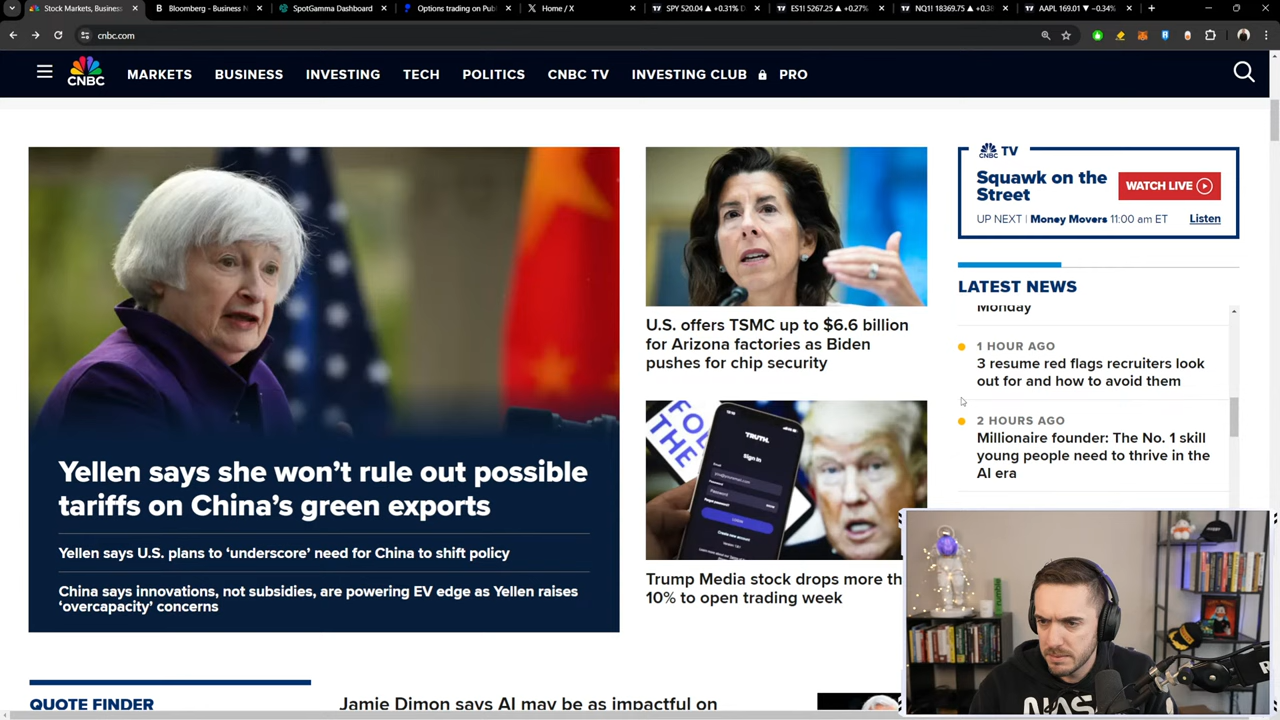 Stock Markets, Business
Bloomberg - Business N
SpotGamma Dashboard
Options trading on Publ
Home / X
SPY 520.04 ▲ +0.31% D
ES1! 5267.25 ▲ +0.27%
NQ1! 18369.75 ▲ +0.3
AAPL 169.01 ▼ −0.34%
cnbc.com
CNBC
MARKETS
BUSINESS
INVESTING
TECH
POLITICS
CNBC TV
INVESTING CLUB
PRO
Yellen says she won’t rule out possible
tariffs on China’s green exports
Yellen says U.S. plans to ‘underscore’ need for China to shift policy
China says innovations, not subsidies, are powering EV edge as Yellen raises
‘overcapacity’ concerns
U.S. offers TSMC up to $6.6 billion
for Arizona factories as Biden
pushes for chip security
TRUTH.
Sign in
Trump Media stock drops more th
10% to open trading week
CNBC TV
Squawk on the
Street
WATCH LIVE
UP NEXT | Money Movers 11:00 am ET
Listen
LATEST NEWS
Monday
1 HOUR AGO
3 resume red flags recruiters look
out for and how to avoid them
2 HOURS AGO
Millionaire founder: The No. 1 skill
young people need to thrive in the
AI era
QUOTE FINDER
Jamie Dimon says AI may be as impactful on